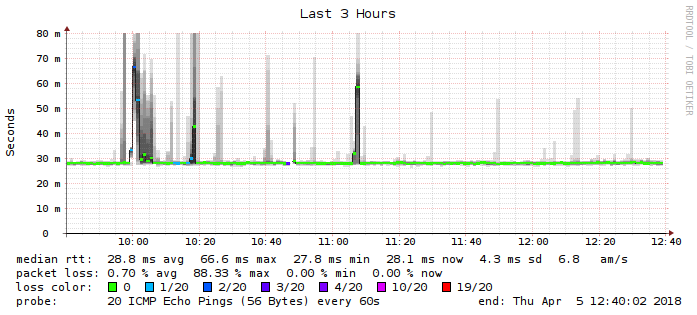 Last 3 Hours
RRDTOOL / TOBI OETIKER
Seconds
80 m
70 m
60 m
50 m
40 m
30 m
20 m
10 m
0
10:00 10:20 10:40 11:00 11:20 11:40 12:00 12:20 12:40
median rtt: 28.8 ms avg 66.6 ms max 27.8 ms min 28.1 ms now 4.3 ms sd 6.8 am/s
packet loss: 0.70 % avg 88.33 % max 0.00 % min 0.00 % now
loss color: 0 1/20 2/20 3/20 4/20 10/20 19/20
probe: 20 ICMP Echo Pings (56 Bytes) every 60s end: Thu Apr 5 12:40:02 2018